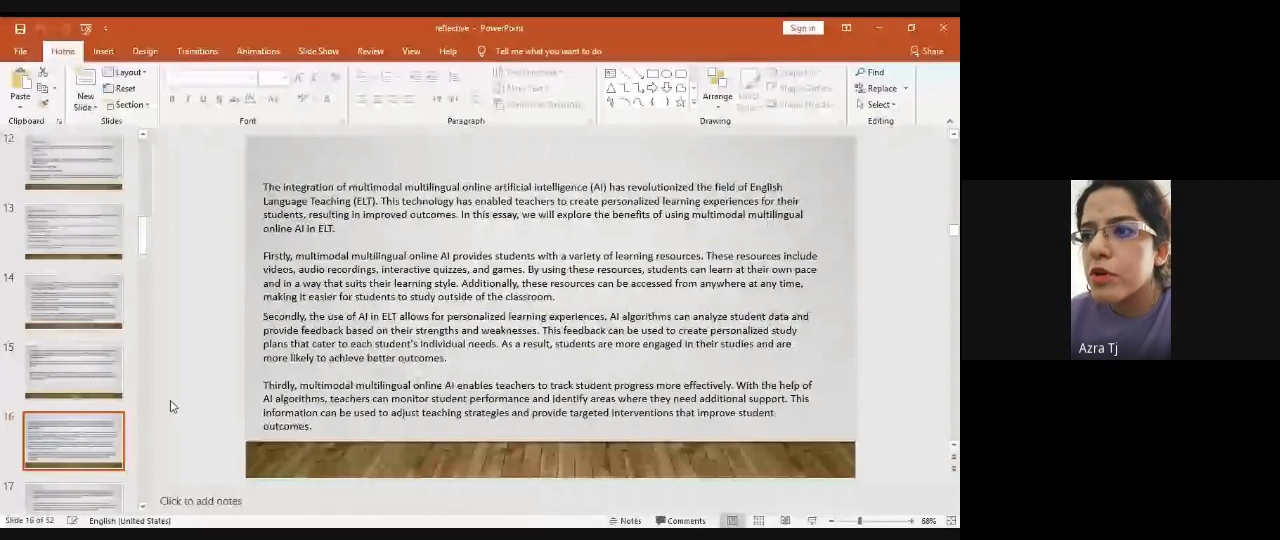 reflective - PowerPoint
Sign in
File Home Insert Design Transitions Animations Slide Show Review View Help Tell me what you want to do Share
Paste
New
Slide
Layout
Reset
Section
Arrange
Find
Replace
Select
Clipboard Slides Font Paragraph Drawing Editing
12
13
14
15
16
17
The integration of multimodal multilingual online artificial intelligence (AI) has revolutionized the field of English
Language Teaching (ELT). This technology has enabled teachers to create personalized learning experiences for their
students, resulting in improved outcomes. In this essay, we will explore the benefits of using multimodal multilingual
online AI in ELT.
Firstly, multimodal multilingual online AI provides students with a variety of learning resources. These resources include
videos, audio recordings, interactive quizzes, and games. By using these resources, students can learn at their own pace
and in a way that suits their learning style. Additionally, these resources can be accessed from anywhere at any time,
making it easier for students to study outside of the classroom.
Secondly, the use of AI in ELT allows for personalized learning experiences. AI algorithms can analyze student data and
provide feedback based on their strengths and weaknesses. This feedback can be used to create personalized study
plans that cater to each student's individual needs. As a result, students are more engaged in their studies and are
more likely to achieve better outcomes.
Thirdly, multimodal multilingual online AI enables teachers to track student progress more effectively. With the help of
AI algorithms, teachers can monitor student performance and identify areas where they need additional support. This
information can be used to adjust teaching strategies and provide targeted interventions that improve student
outcomes.
Click to add notes
Slide 16 of 52 English (United States) Notes Comments 68%
Azra Tj